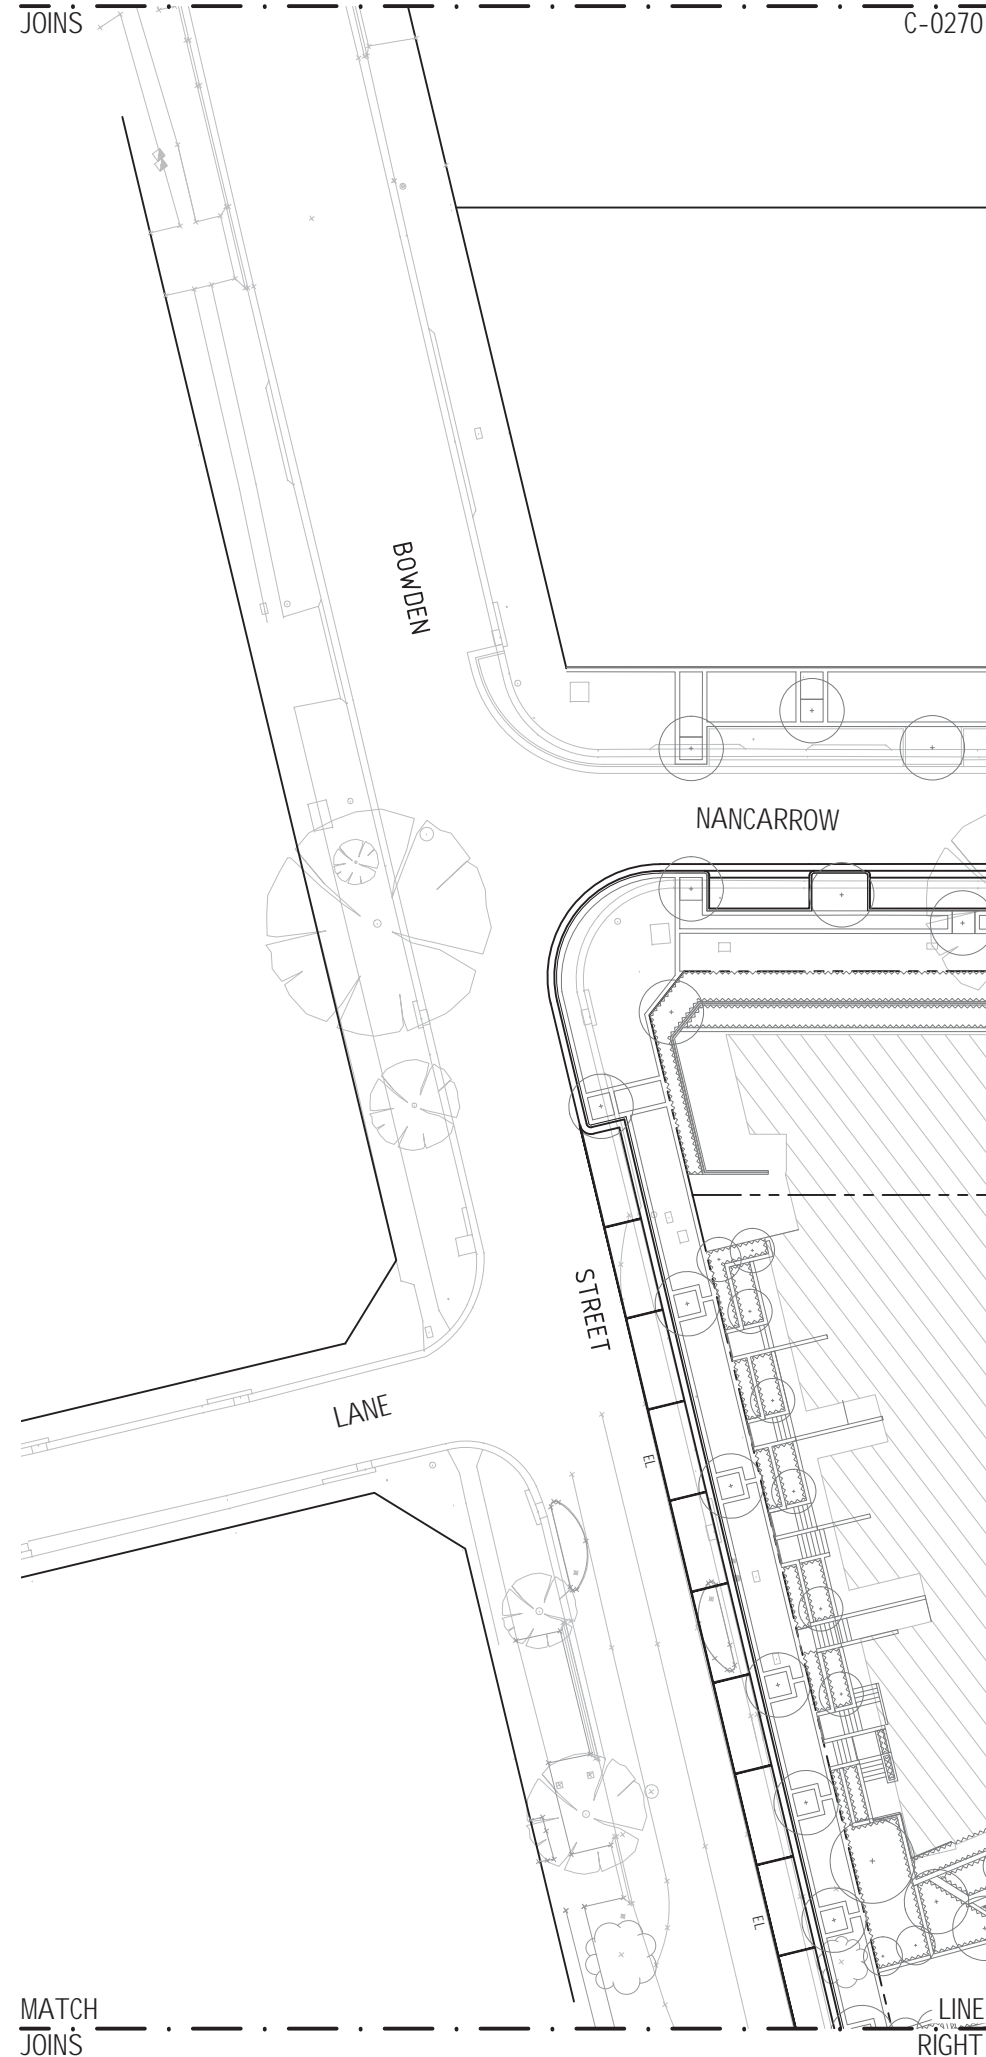 JOINS C-0270
BOWDEN
NANCARROW
STREET
LANE
EL
EL
MATCH LINE
JOINS RIGHT